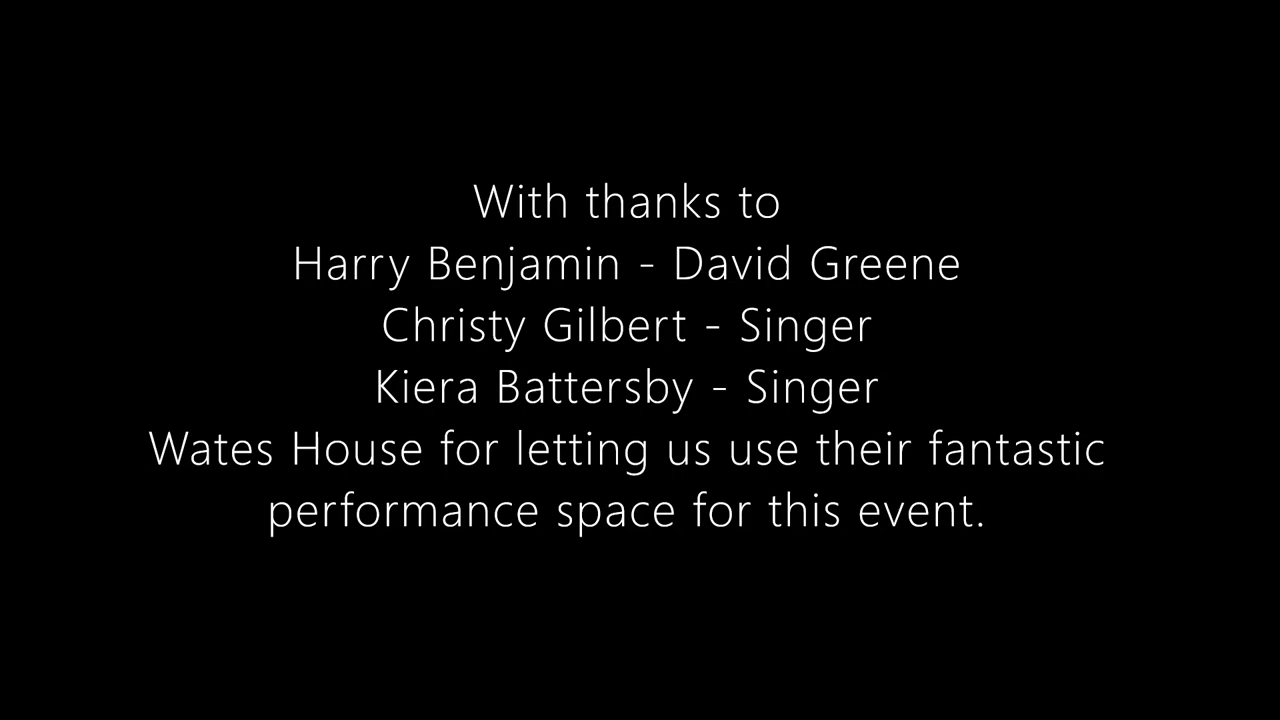 With thanks to
Harry Benjamin - David Greene
Christy Gilbert - Singer
Kiera Battersby - Singer
Wates House for letting us use their fantastic
performance space for this event.